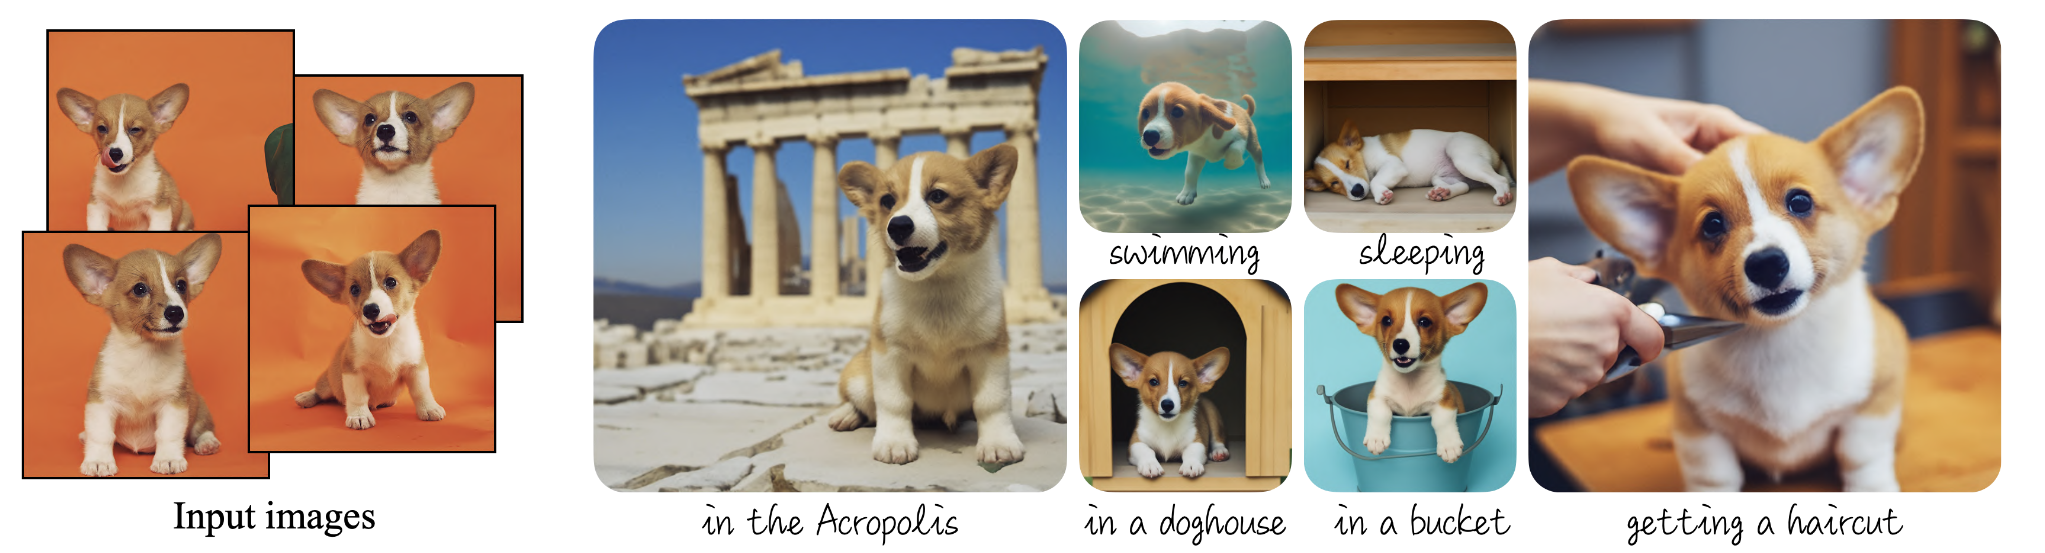 swimming
sleeping
Input images
in the Acropolis
in a doghouse
in a bucket
getting a haircut